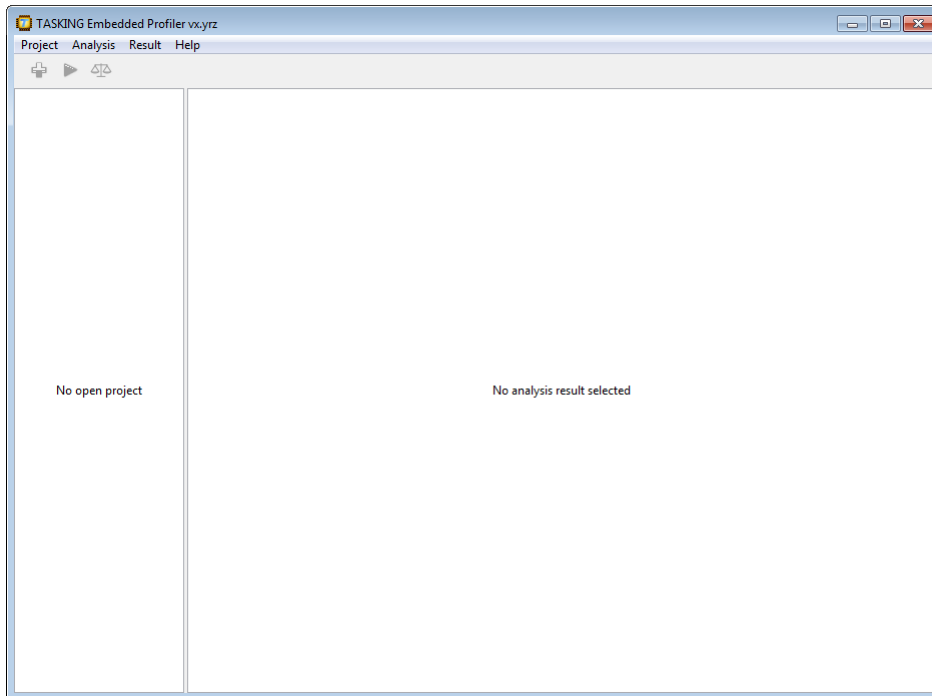 TASKING Embedded Profiler vx.yrz
Project Analysis Result Help
No open project
No analysis result selected